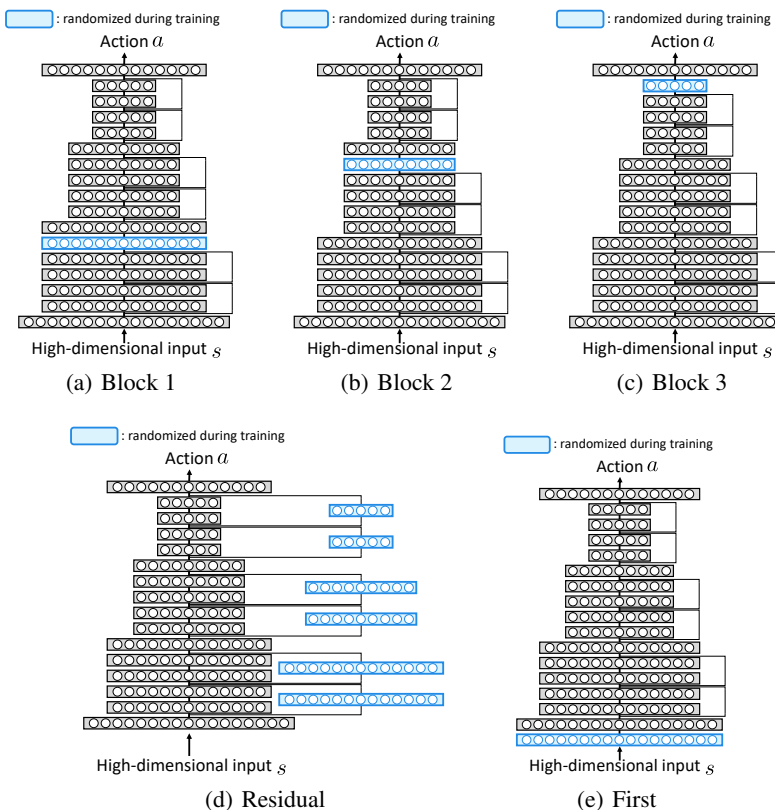 : randomized during training
Action a
High-dimensional input s
(a) Block 1
: randomized during training
Action a
High-dimensional input s
(b) Block 2
: randomized during training
Action a
High-dimensional input s
(c) Block 3
: randomized during training
Action a
High-dimensional input s
(d) Residual
: randomized during training
Action a
High-dimensional input s
(e) First